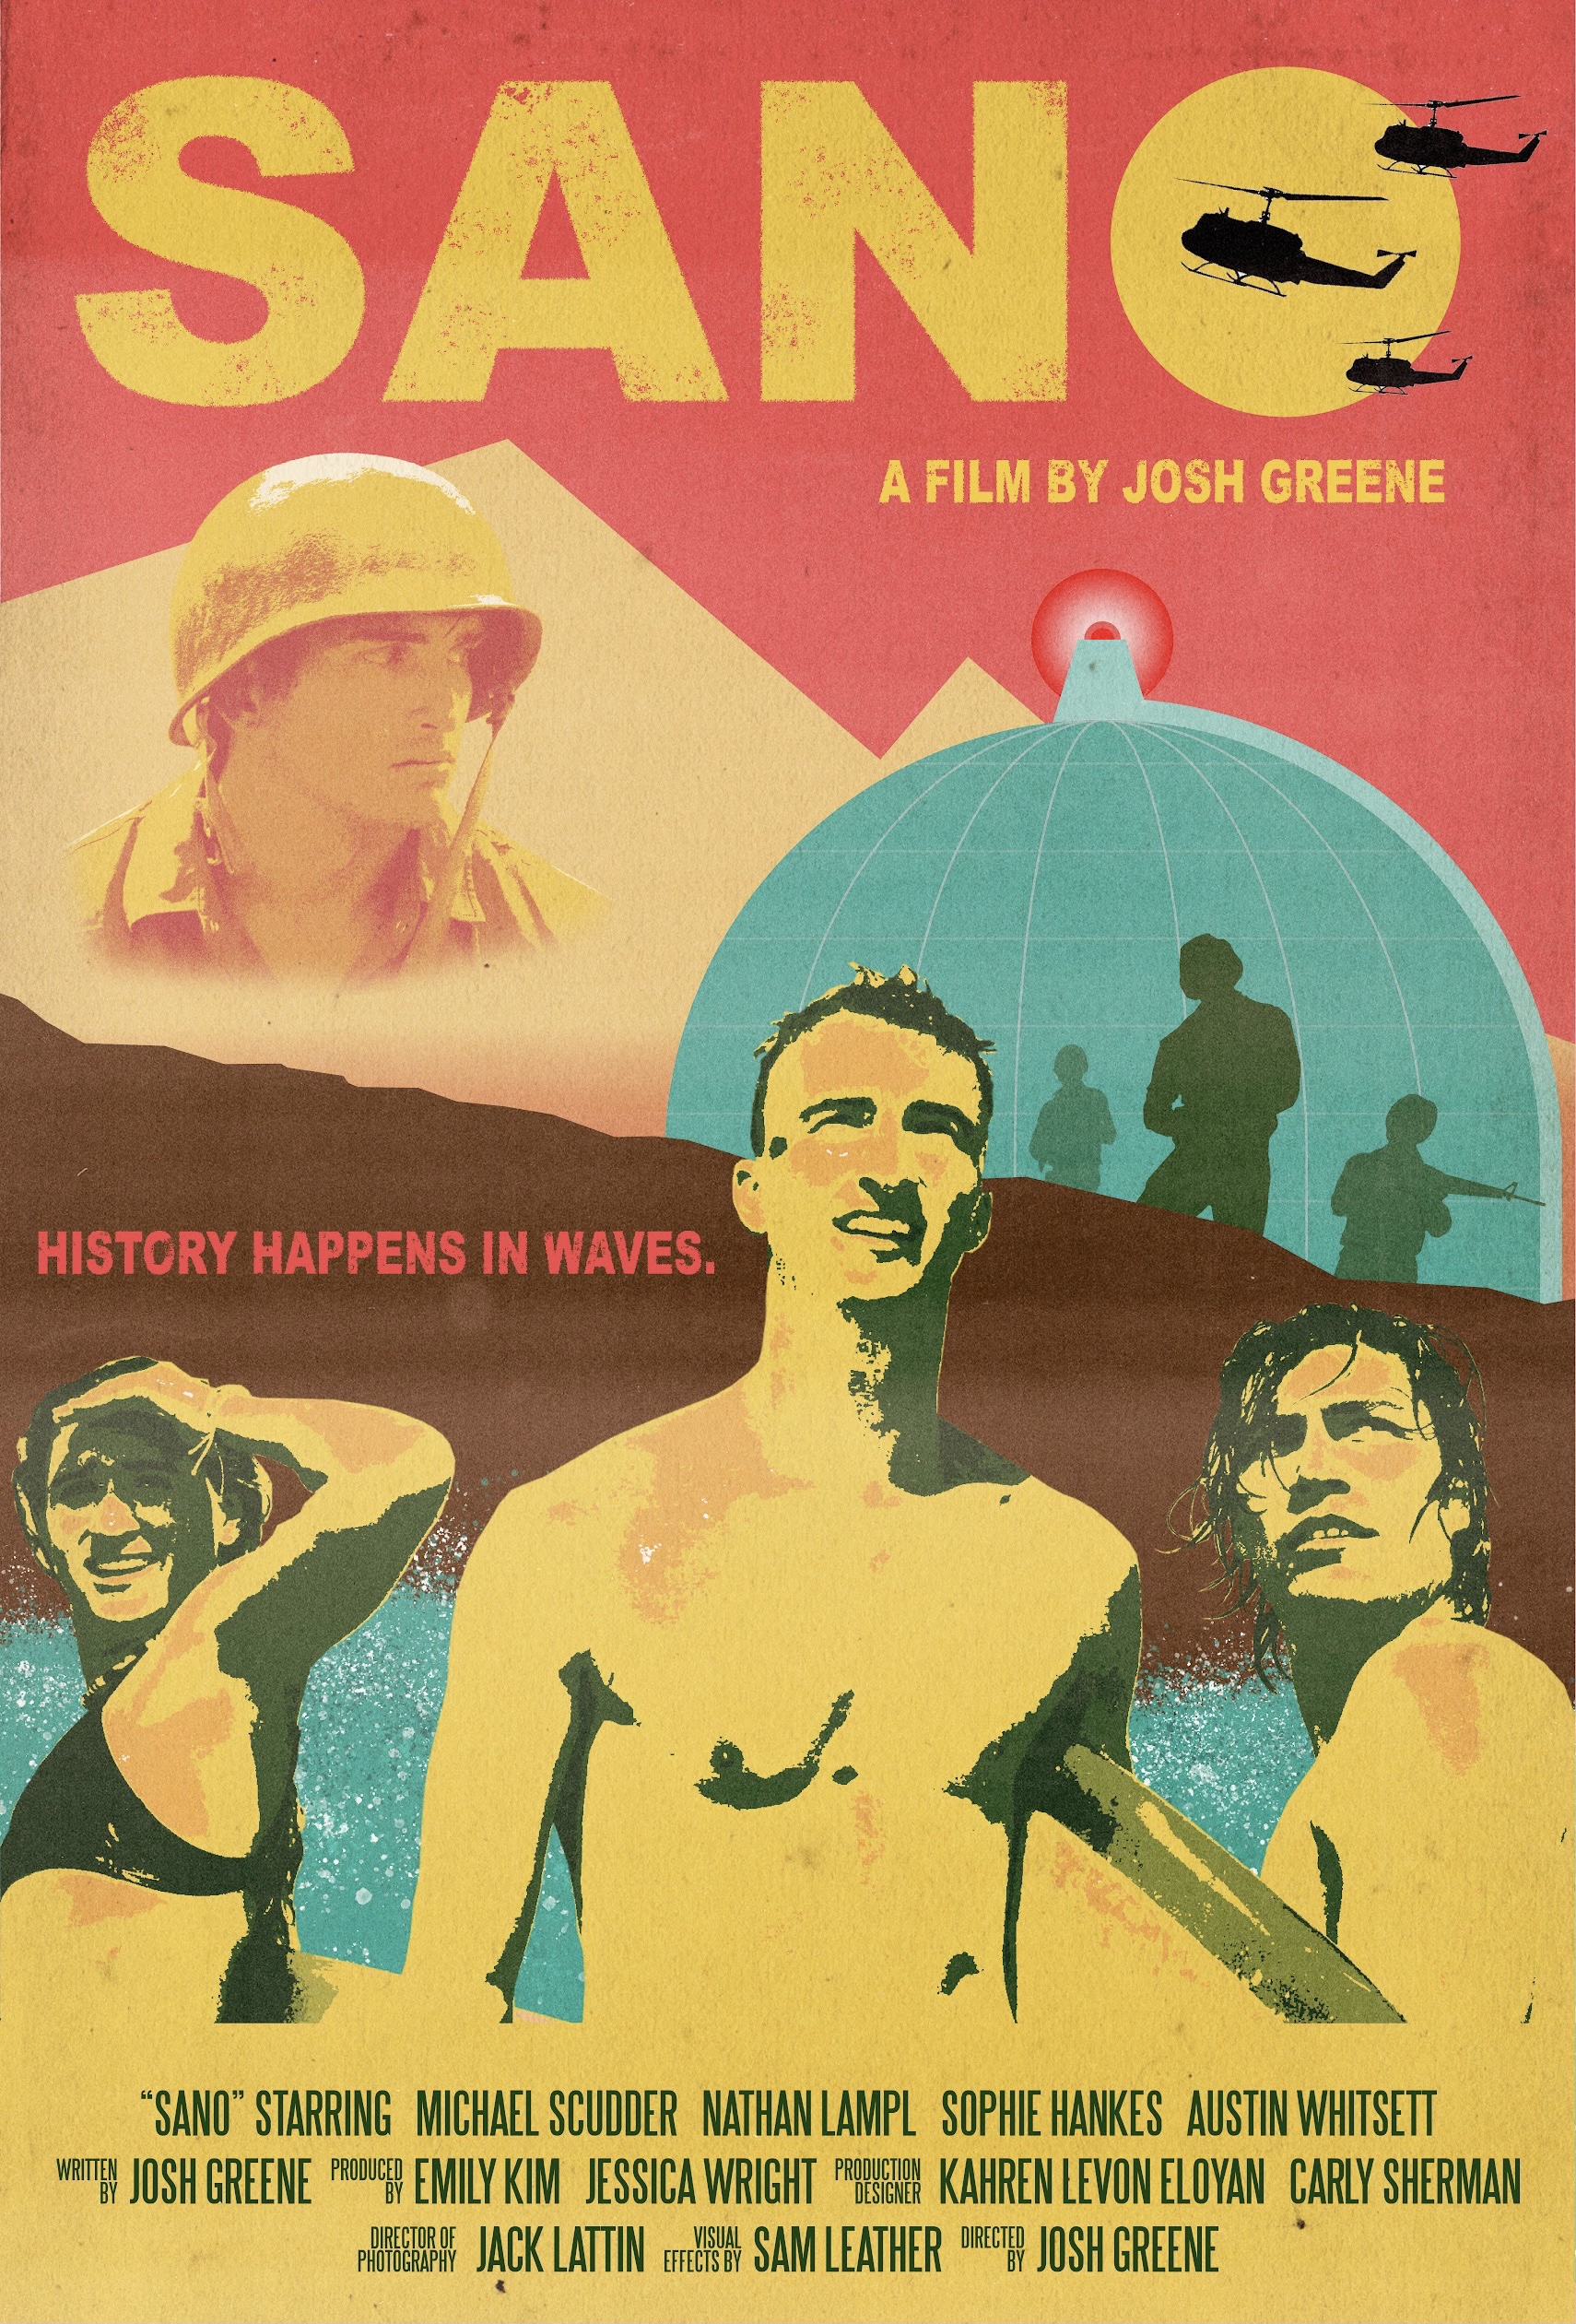 SANO
A FILM BY JOSH GREENE
HISTORY HAPPENS IN WAVES.
“SANO” STARRING MICHAEL SCUDDER NATHAN LAMPL SOPHIE HANKES AUSTIN WHITSETT
WRITTEN BY JOSH GREENE PRODUCED BY EMILY KIM JESSICA WRIGHT PRODUCTION DESIGNER KAHREN LEVON ELOYAN CARLY SHERMAN
DIRECTOR OF PHOTOGRAPHY JACK LATTIN VISUAL EFFECTS BY SAM LEATHER DIRECTED BY JOSH GREENE